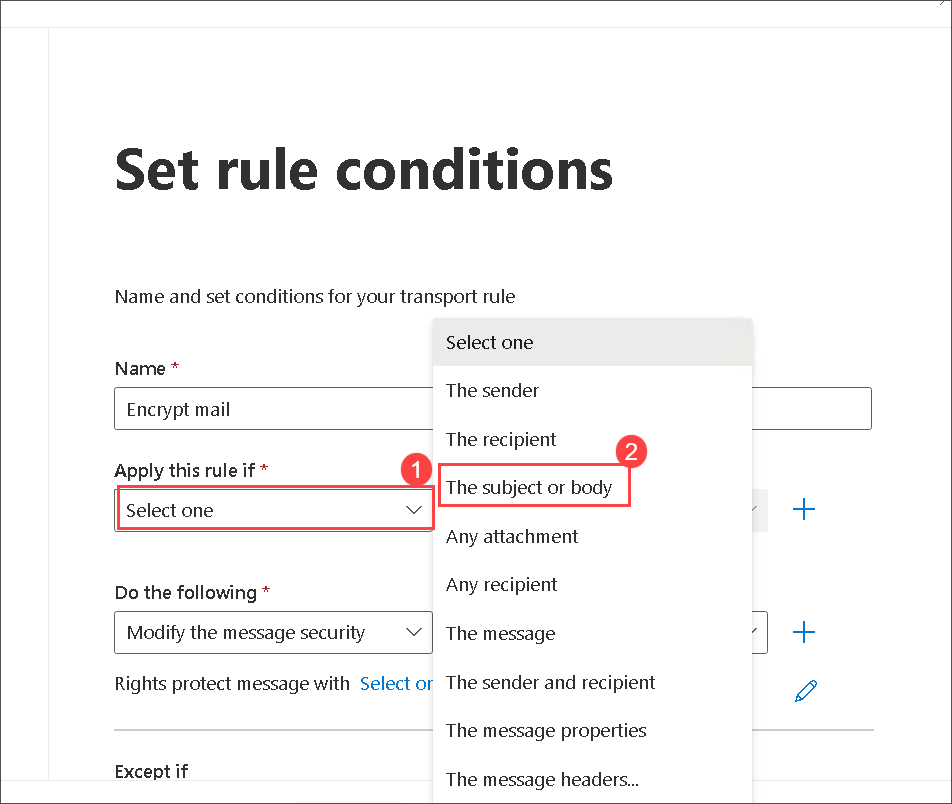 Set rule conditions
Name and set conditions for your transport rule
Name *
Encrypt mail
Apply this rule if *
1
Select one
Do the following *
Modify the message security
Rights protect message with Select or
Except if
Select one
The sender
The recipient
2
The subject or body
Any attachment
Any recipient
The message
The sender and recipient
The message properties
The message headers...